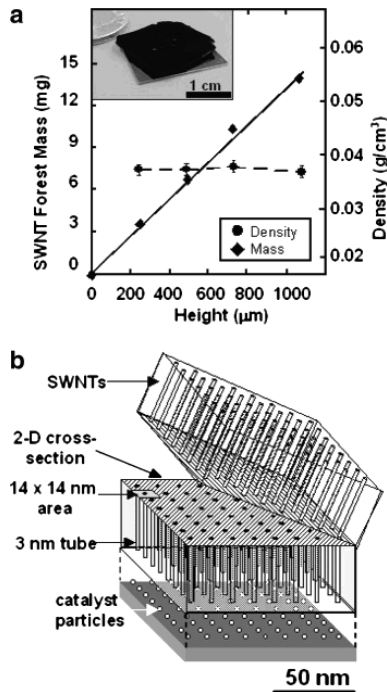 a
1 cm
SWNT Forest Mass (mg)
15
12
9
6
3
0
0.06
0.05
0.04
0.03
0.02
Density (g/cm³)
Density
Mass
0 200 400 600 800 1000
Height (μm)
b
SWNTs
2-D cross-
section
14 x 14 nm
area
3 nm tube
catalyst
particles
50 nm